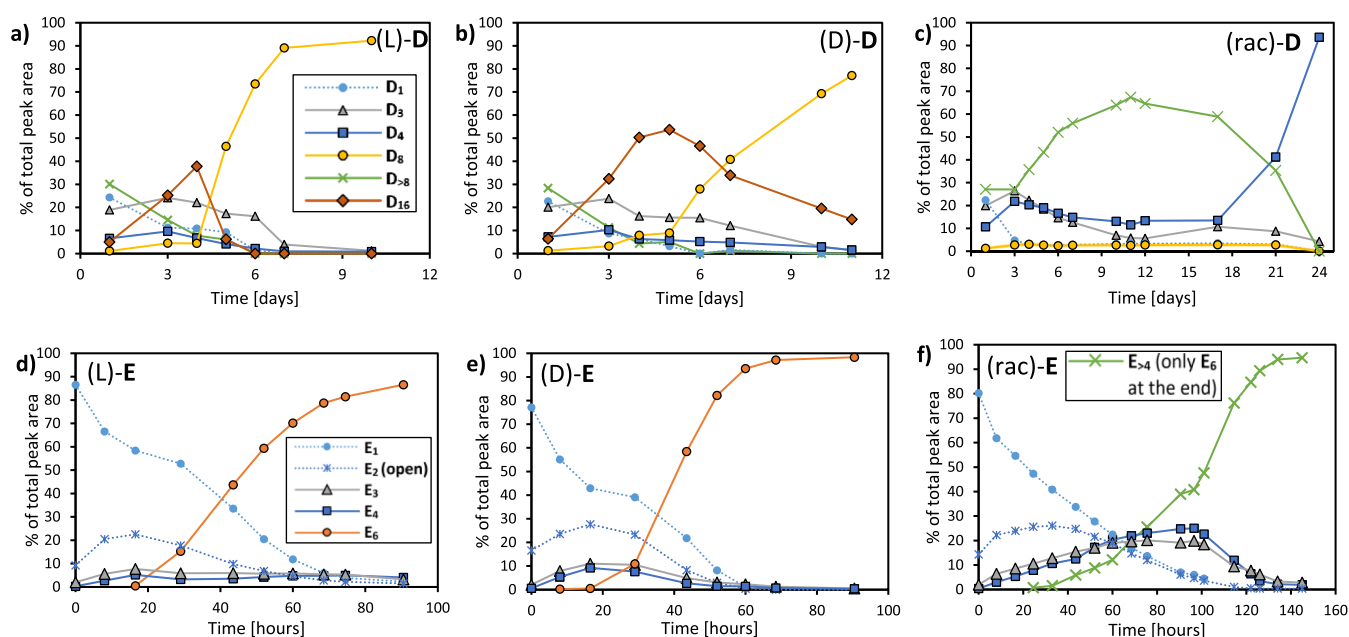 a)
(L)-D
100
90
80
70
60
50
40
30
20
10
0
% of total peak area
D₁
D₃
D₄
D₈
D>₈
D₁₆
0
3
6
9
12
Time [days]
b)
(D)-D
100
90
80
70
60
50
40
30
20
10
0
% of total peak area
0
3
6
9
12
Time [days]
c)
(rac)-D
100
90
80
70
60
50
40
30
20
10
0
% of total peak area
0
3
6
9
12
15
18
21
24
Time [days]
d)
(L)-E
100
90
80
70
60
50
40
30
20
10
0
% of total peak area
E₁
E₂ (open)
E₃
E₄
E₆
0
20
40
60
80
100
Time [hours]
e)
(D)-E
100
90
80
70
60
50
40
30
20
10
0
% of total peak area
0
20
40
60
80
100
Time [hours]
f)
(rac)-E
100
90
80
70
60
50
40
30
20
10
0
% of total peak area
E>₄ (only E₆
at the end)
0
20
40
60
80
100
120
140
160
Time [hours]